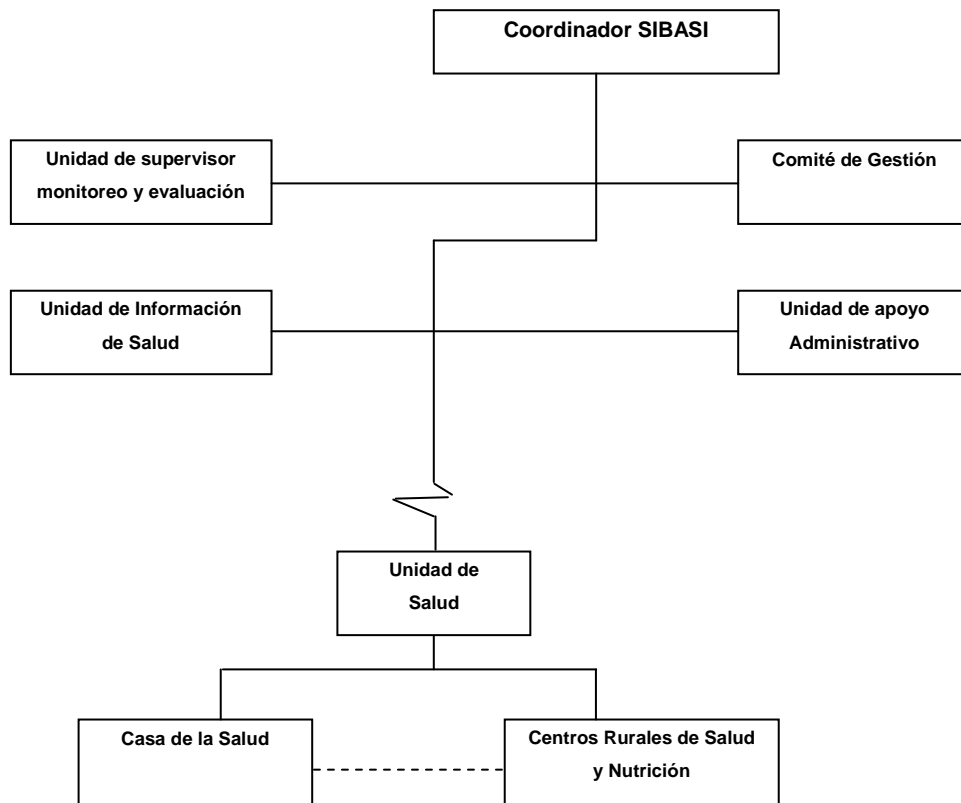 Coordinador SIBASI
Unidad de supervisor
monitoreo y evaluación
Comité de Gestión
Unidad de Información
de Salud
Unidad de apoyo
Administrativo
Unidad de
Salud
Casa de la Salud
Centros Rurales de Salud
y Nutrición